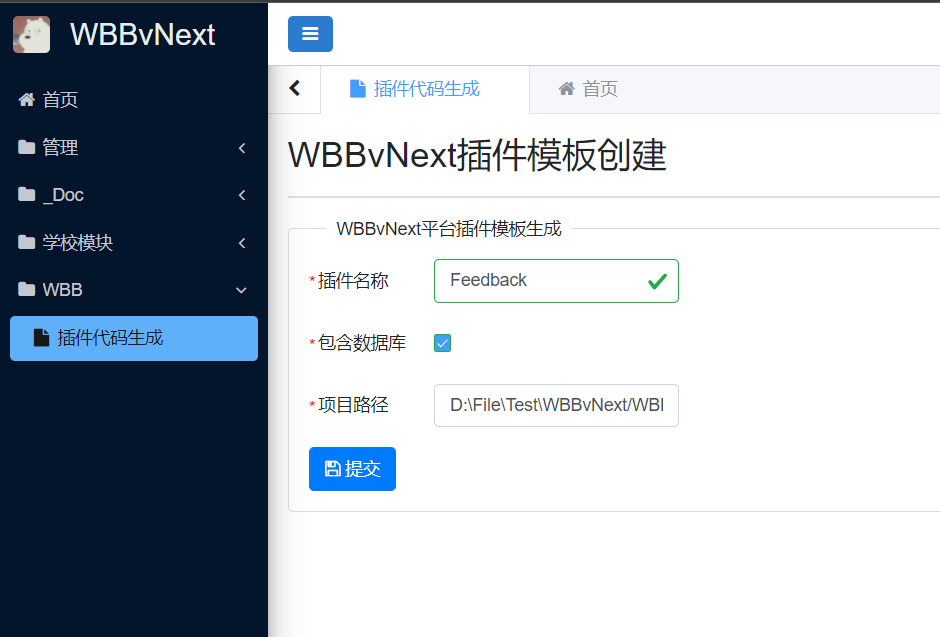 WBBvNext
首页
管理
_Doc
学校模块
WBB
插件代码生成
插件代码生成
首页
WBBvNext插件模板创建
WBBvNext平台插件模板生成
*插件名称
Feedback
*包含数据库
*项目路径
D:\File\Test\WBBvNext/WBI
提交